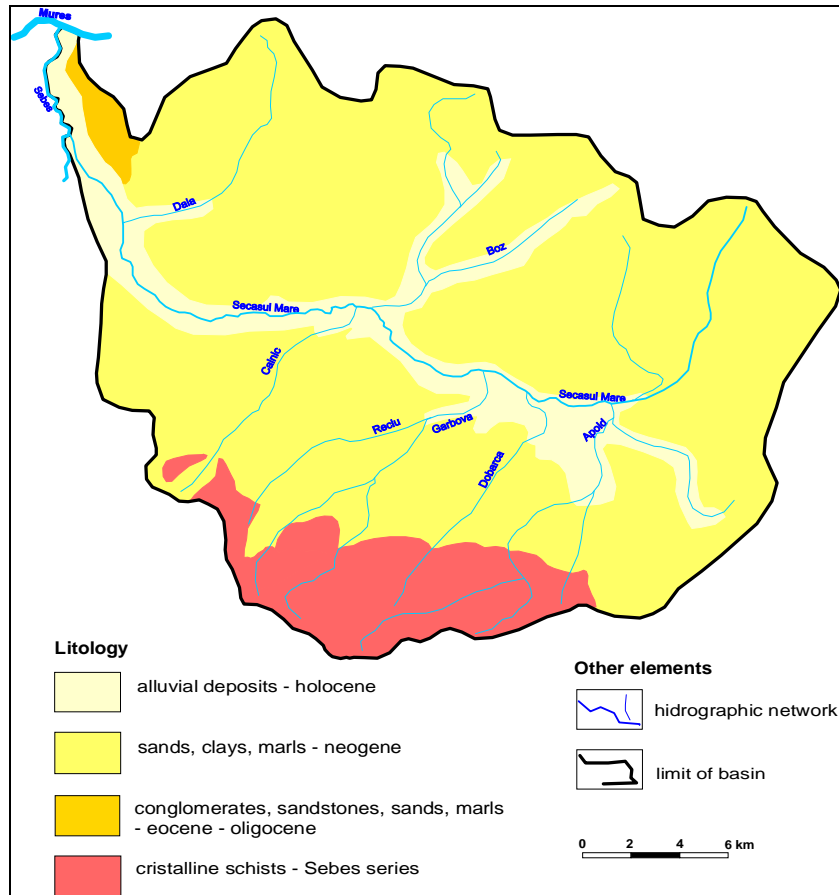 Mures
Sebes
Daia
Boz
Secasul Mare
Calnic
Secasul Mare
Reciu
Garbova
Apold
Dobarca
Litology
alluvial deposits - holocene
sands, clays, marls - neogene
conglomerates, sandstones, sands, marls
- eocene - oligocene
cristalline schists - Sebes series
Other elements
hidrographic network
limit of basin
0 2 4 6 km